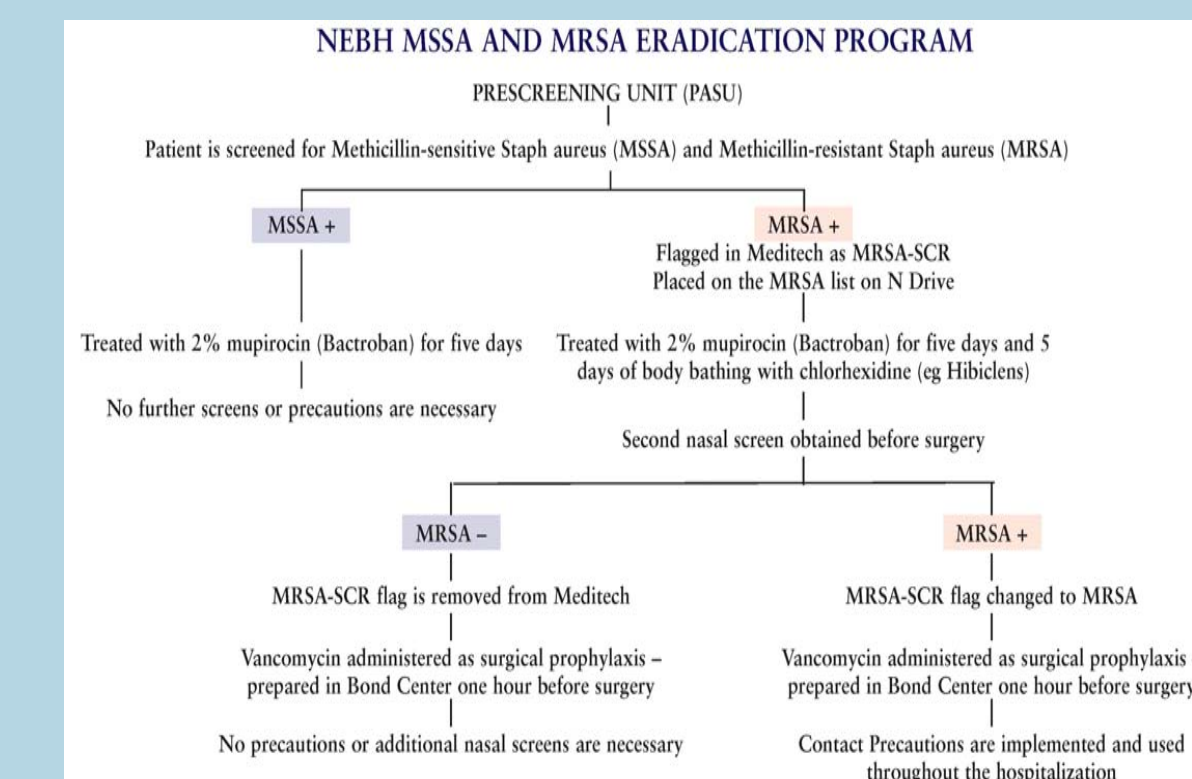 NEBH MSSA AND MRSA ERADICATION PROGRAM
PRESCREENING UNIT (PASU)
Patient is screened for Methicillin-sensitive Staph aureus (MSSA) and Methicillin-resistant Staph aureus (MRSA)
MSSA +
MRSA +
Flagged in Meditech as MRSA-SCR
Placed on the MRSA list on N Drive
Treated with 2% mupirocin (Bactroban) for five days
Treated with 2% mupirocin (Bactroban) for five days and 5
days of body bathing with chlorhexidine (eg Hibiclens)
No further screens or precautions are necessary
Second nasal screen obtained before surgery
MRSA –
MRSA-SCR flag is removed from Meditech
Vancomycin administered as surgical prophylaxis –
prepared in Bond Center one hour before surgery
No precautions or additional nasal screens are necessary
MRSA +
MRSA-SCR flag changed to MRSA
Vancomycin administered as surgical prophylaxis
prepared in Bond Center one hour before surgery
Contact Precautions are implemented and used
throughout the hospitalization